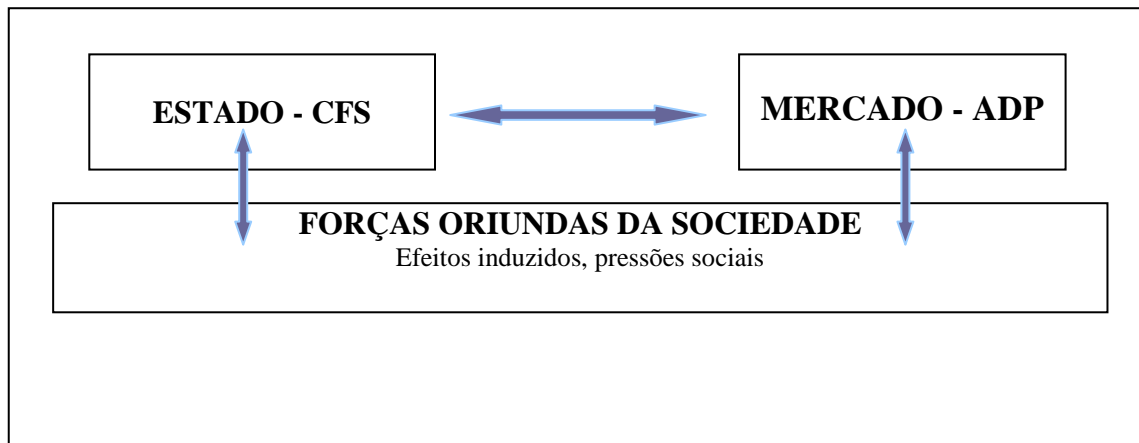 ESTADO - CFS
MERCADO - ADP
FORÇAS ORIUNDAS DA SOCIEDADE
Efeitos induzidos, pressões sociais